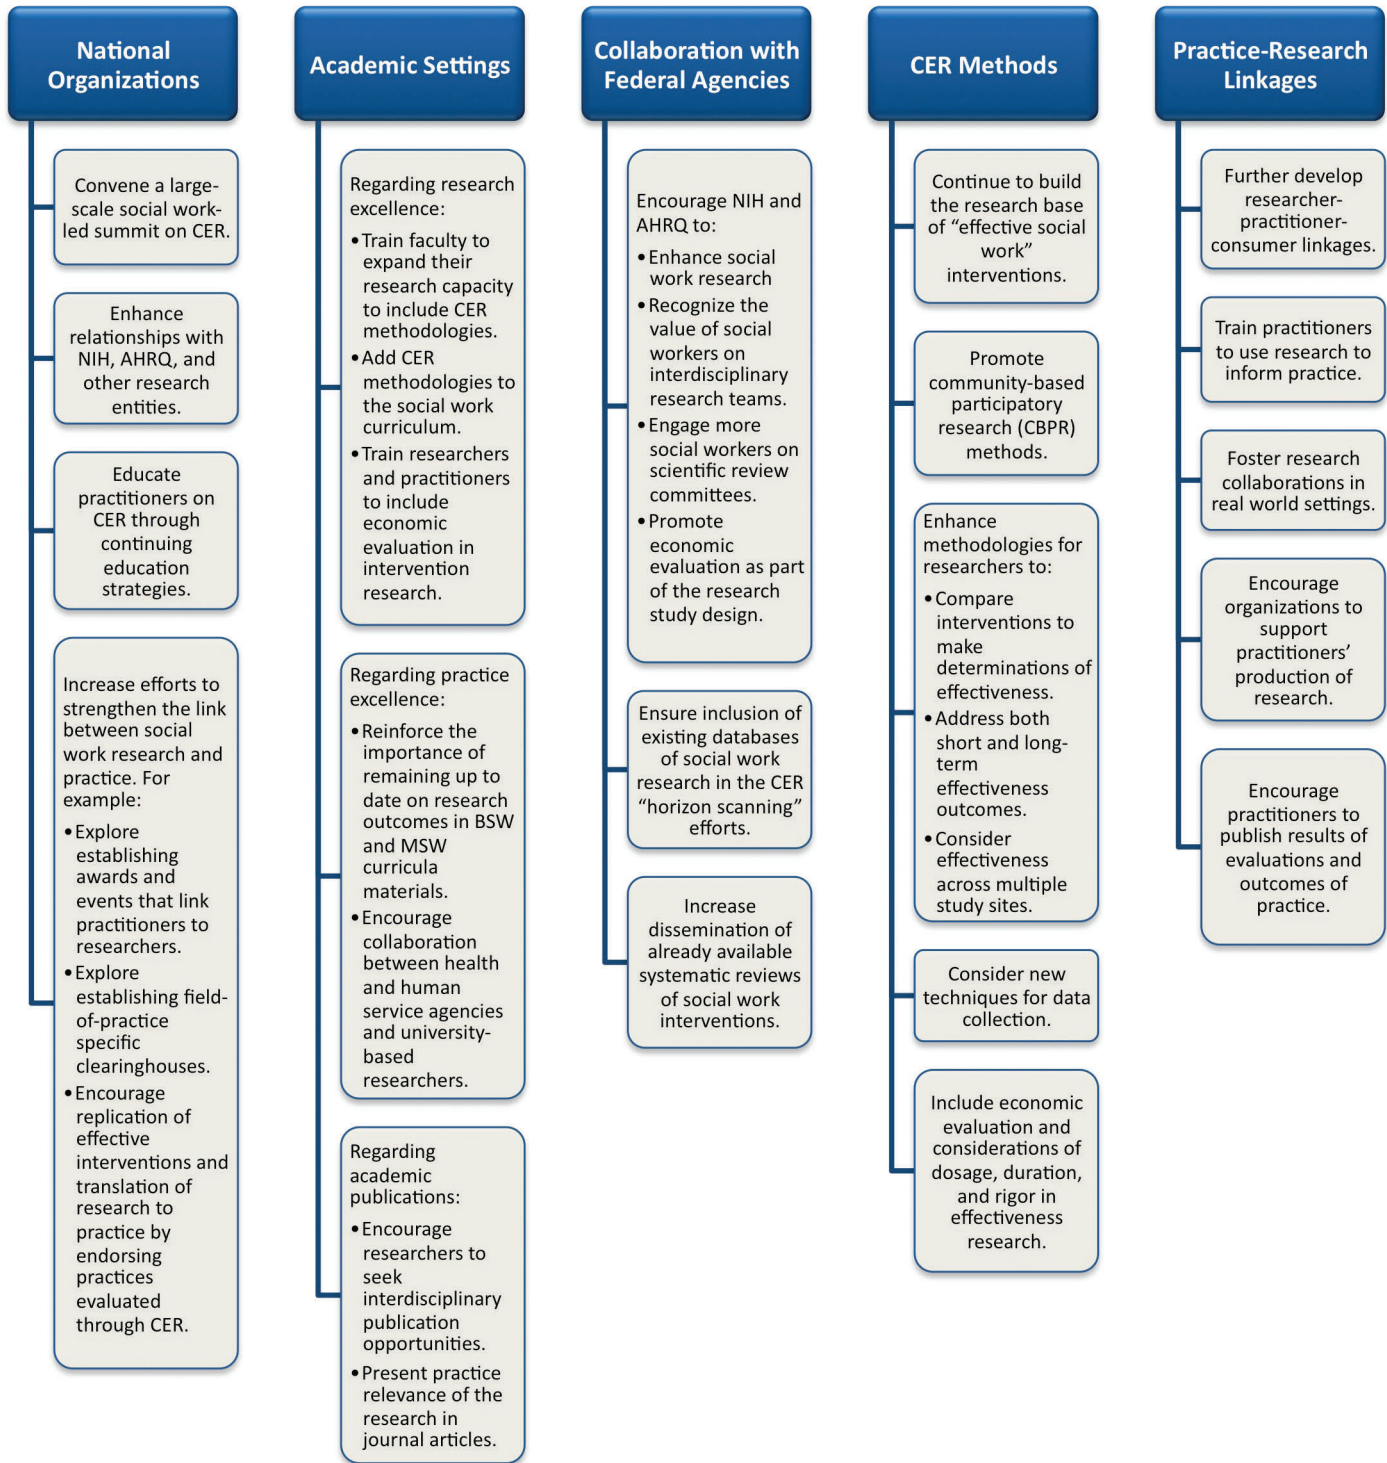 National
Organizations
Convene a large-
scale social work-
led summit on CER.
Enhance
relationships with
NIH, AHRQ, and
other research
entities.
Educate
practitioners on
CER through
continuing
education
strategies.
Increase efforts to
strengthen the link
between social
work research and
practice. For
example:
•Explore
establishing
awards and
events that link
practitioners to
researchers.
•Explore
establishing field-
of-practice
specific
clearinghouses.
•Encourage
replication of
effective
interventions and
translation of
research to
practice by
endorsing
practices
evaluated
through CER.
Academic Settings
Regarding research
excellence:
•Train faculty to
expand their
research capacity
to include CER
methodologies.
•Add CER
methodologies to
the social work
curriculum.
•Train researchers
and practitioners
to include
economic
evaluation in
intervention
research.
Regarding practice
excellence:
•Reinforce the
importance of
remaining up to
date on research
outcomes in BSW
and MSW
curricula
materials.
•Encourage
collaboration
between health
and human
service agencies
and university-
based
researchers.
Regarding
academic
publications:
•Encourage
researchers to
seek
interdisciplinary
publication
opportunities.
•Present practice
relevance of the
research in
journal articles.
Collaboration with
Federal Agencies
Encourage NIH and
AHRQ to:
•Enhance social
work research
•Recognize the
value of social
workers on
interdisciplinary
research teams.
•Engage more
social workers on
scientific review
committees.
•Promote
economic
evaluation as part
of the research
study design.
Ensure inclusion of
existing databases
of social work
research in the CER
“horizon scanning”
efforts.
Increase
dissemination of
already available
systematic reviews
of social work
interventions.
CER Methods
Continue to build
the research base
of “effective social
work”
interventions.
Promote
community-based
participatory
research (CBPR)
methods.
Enhance
methodologies for
researchers to:
•Compare
interventions to
make
determinations of
effectiveness.
•Address both
short and long-
term
effectiveness
outcomes.
•Consider
effectiveness
across multiple
study sites.
Consider new
techniques for data
collection.
Include economic
evaluation and
considerations of
dosage, duration,
and rigor in
effectiveness
research.
Practice-Research
Linkages
Further develop
researcher-
practitioner-
consumer linkages.
Train practitioners
to use research to
inform practice.
Foster research
collaborations in
real world settings.
Encourage
organizations to
support
practitioners’
production of
research.
Encourage
practitioners to
publish results of
evaluations and
outcomes of
practice.